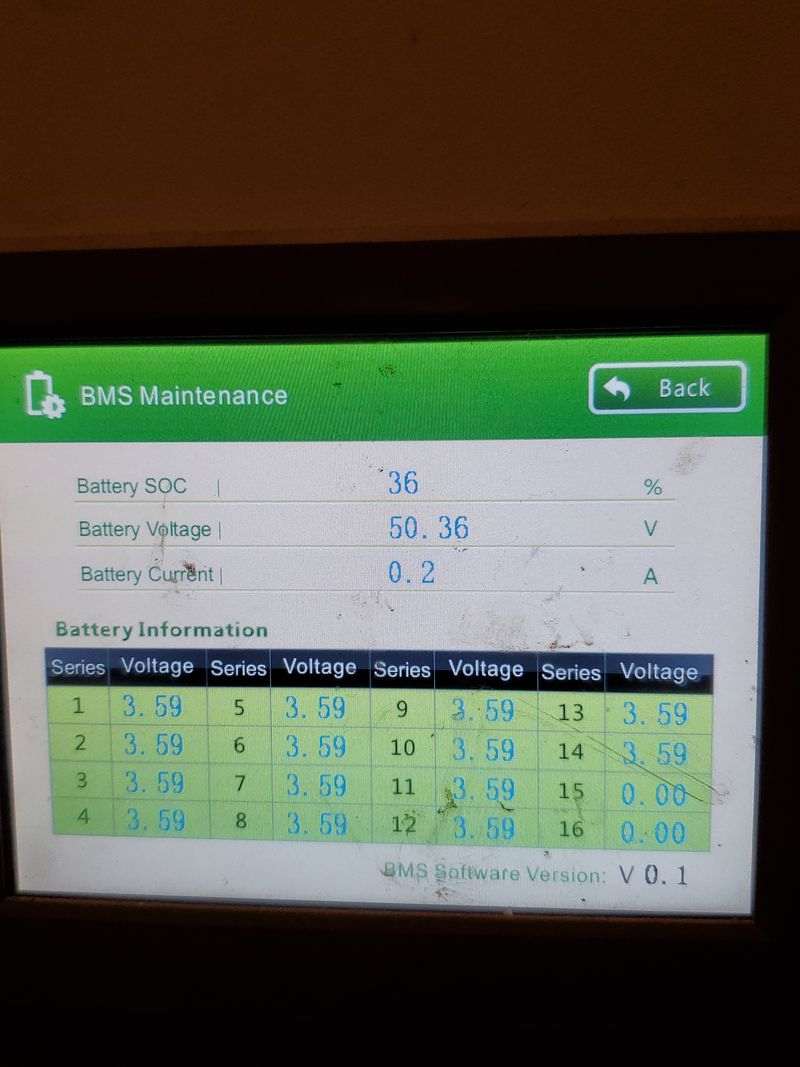 BMS Maintenance Back
Battery SOC | 36 %
Battery Voltage | 50.36 V
Battery Current | 0.2 A
Battery Information
Series Voltage Series Voltage Series Voltage Series Voltage
1 3.59 5 3.59 9 3.59 13 3.59
2 3.59 6 3.59 10 3.59 14 3.59
3 3.59 7 3.59 11 3.59 15 0.00
4 3.59 8 3.59 12 3.59 16 0.00
BMS Software Version: V 0.1